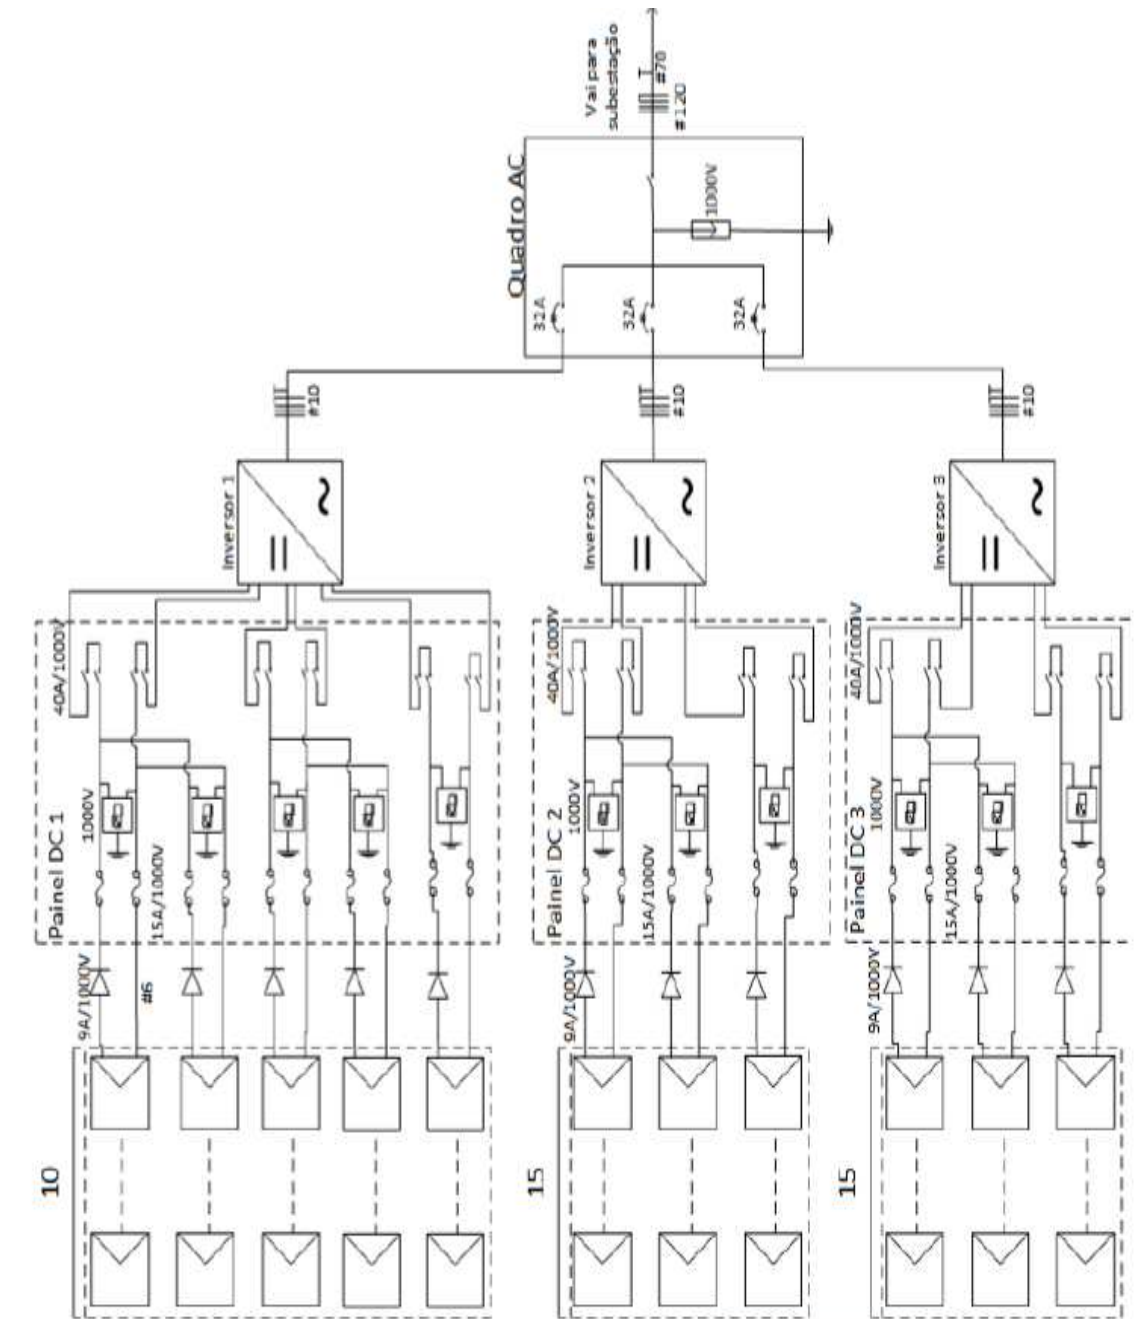 Vai para
subestação
#70
#120
Quadro AC
1000V
32A
32A
32A
#10
#10
#10
Inversor 1
Inversor 2
Inversor 3
40A/1000V
40A/1000V
40A/1000V
1000V
1000V
1000V
Painel DC 1
Painel DC 2
Painel DC 3
15A/1000V
15A/1000V
15A/1000V
9A/1000V
9A/1000V
9A/1000V
#6
10
15
15